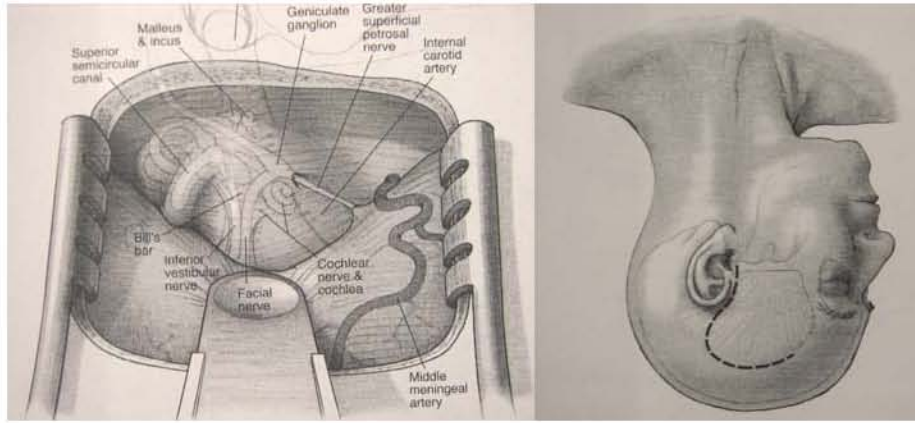 Malleus
& incus
Geniculate
ganglion
Greater
superficial
petrosal
nerve
Internal
carotid
artery
Superior
semicircular
canal
Bill's
bar
Inferior
vestibular
nerve
Facial
nerve
Cochlear
nerve &
cochlea
Middle
meningeal
artery